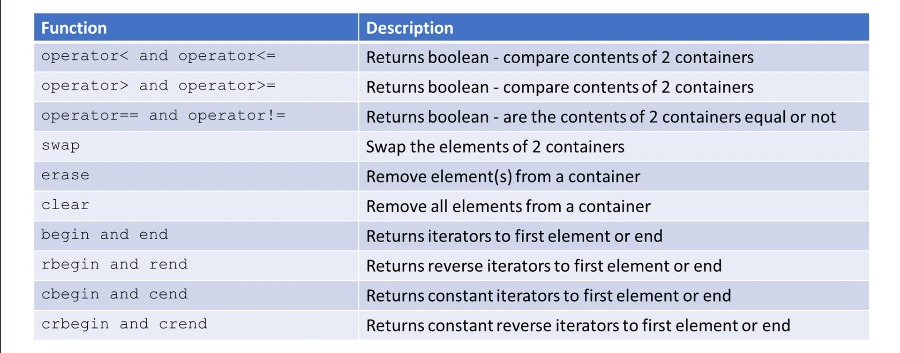 Function Description
operator< and operator<= Returns boolean - compare contents of 2 containers
operator> and operator>= Returns boolean - compare contents of 2 containers
operator== and operator!= Returns boolean - are the contents of 2 containers equal or not
swap Swap the elements of 2 containers
erase Remove element(s) from a container
clear Remove all elements from a container
begin and end Returns iterators to first element or end
rbegin and rend Returns reverse iterators to first element or end
cbegin and cend Returns constant iterators to first element or end
crbegin and crend Returns constant reverse iterators to first element or end